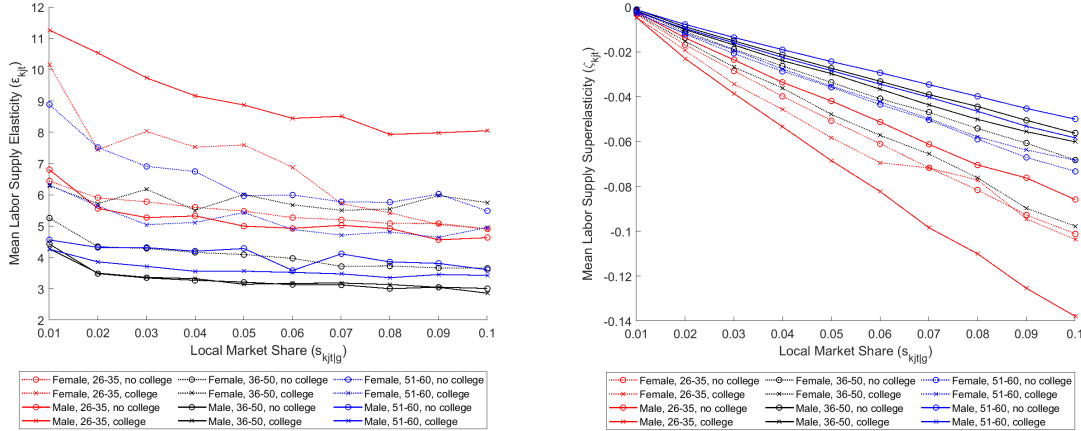 12
11
10
9
8
7
6
5
4
3
2
Mean Labor Supply Elasticity (ε_kjt)
0.01 0.02 0.03 0.04 0.05 0.06 0.07 0.08 0.09 0.1
Local Market Share (s_kjt|g)
Female, 26-35, no college Female, 36-50, no college Female, 51-60, no college
Female, 26-35, college Female, 36-50, college Female, 51-60, college
Male, 26-35, no college Male, 36-50, no college Male, 51-60, no college
Male, 26-35, college Male, 36-50, college Male, 51-60, college
0
-0.02
-0.04
-0.06
-0.08
-0.1
-0.12
-0.14
Mean Labor Supply Superelasticity (ζ_kjt)
0.01 0.02 0.03 0.04 0.05 0.06 0.07 0.08 0.09 0.1
Local Market Share (s_kjt|g)
Female, 26-35, no college Female, 36-50, no college Female, 51-60, no college
Female, 26-35, college Female, 36-50, college Female, 51-60, college
Male, 26-35, no college Male, 36-50, no college Male, 51-60, no college
Male, 26-35, college Male, 36-50, college Male, 51-60, college